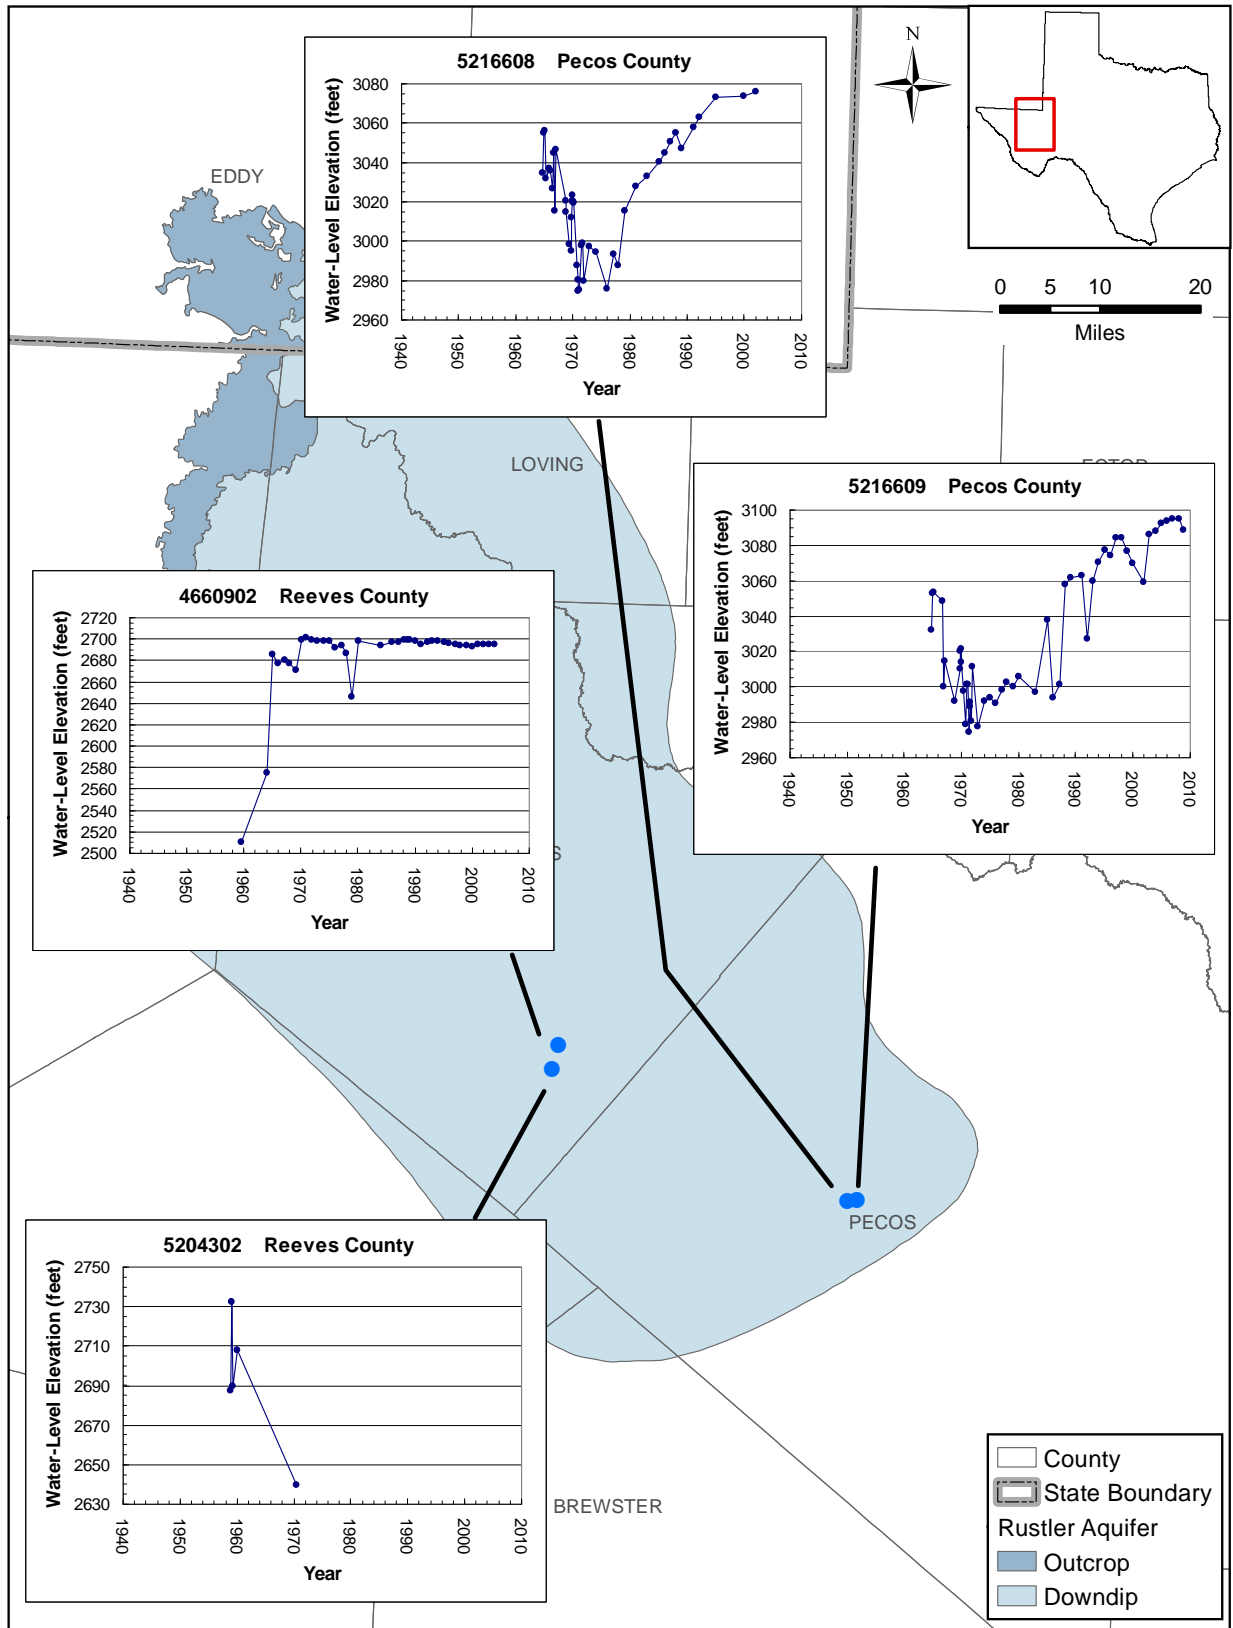 5216608 Pecos County
Water-Level Elevation (feet)
3080
3060
3040
3020
3000
2980
2960
1940
1950
1960
1970
1980
1990
2000
2010
Year
N
0 5 10 20
Miles
EDDY
LOVING
5216609 Pecos County
Water-Level Elevation (feet)
3100
3080
3060
3040
3020
3000
2980
2960
1940
1950
1960
1970
1980
1990
2000
2010
Year
4660902 Reeves County
Water-Level Elevation (feet)
2720
2700
2680
2660
2640
2620
2600
2580
2560
2540
2520
2500
1940
1950
1960
1970
1980
1990
2000
2010
Year
PECOS
5204302 Reeves County
Water-Level Elevation (feet)
2750
2730
2710
2690
2670
2650
2630
1940
1950
1960
1970
1980
1990
2000
2010
Year
BREWSTER
County
State Boundary
Rustler Aquifer
Outcrop
Downdip